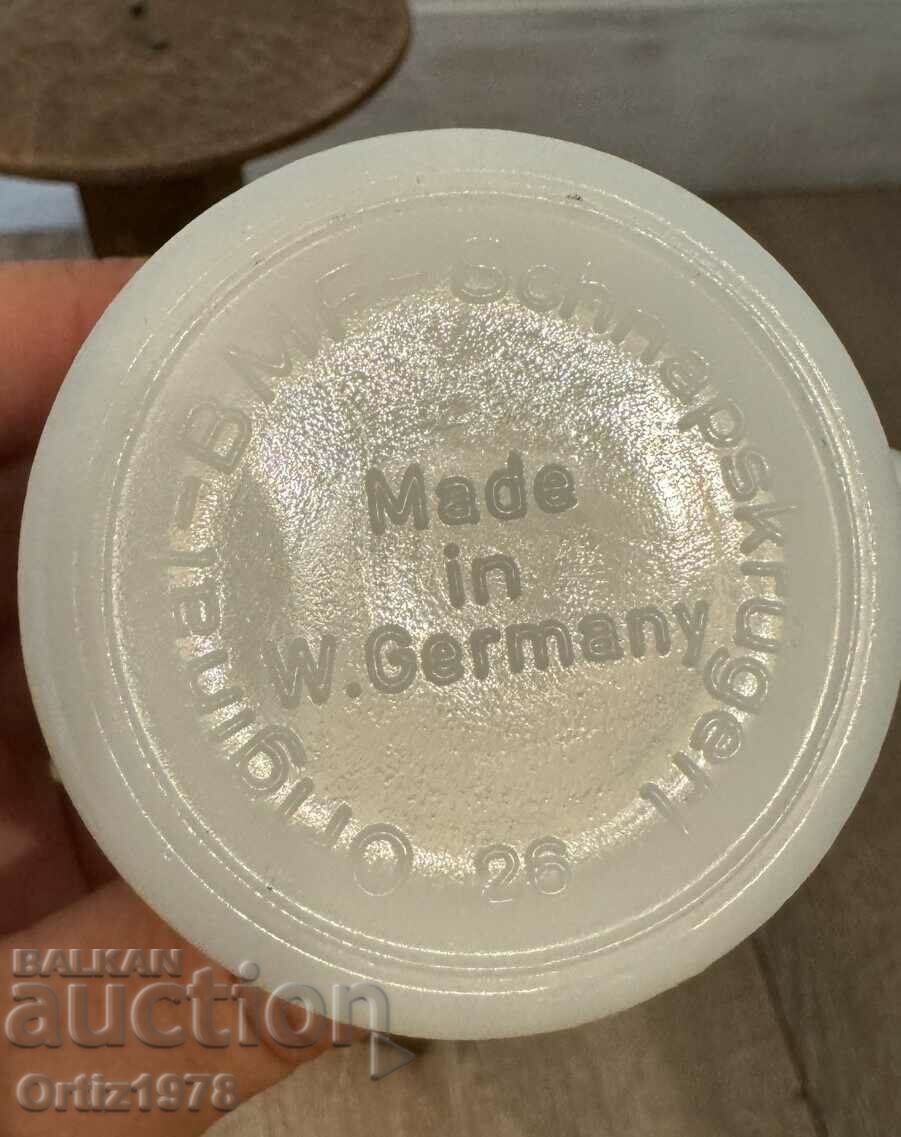 Original-BMF-Schnapskrügerl
26
Made
in
W.Germany
BALKAN
auction
Ortiz1978